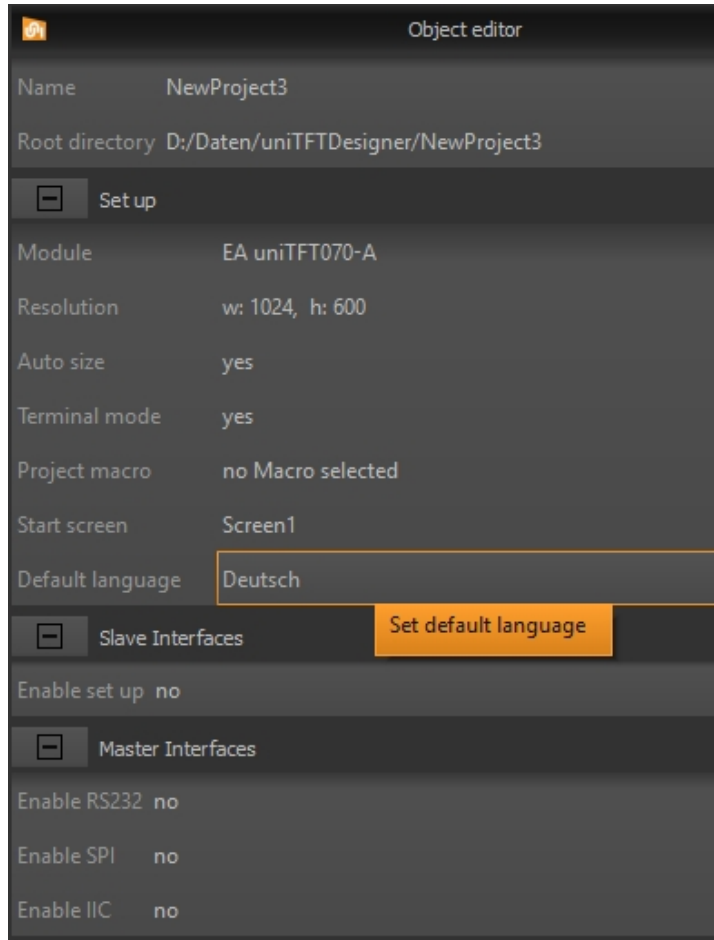 Object editor
Name NewProject3
Root directory D:/Daten/uniTFTDesigner/NewProject3
Set up
Module EA uniTFT070-A
Resolution w: 1024, h: 600
Auto size yes
Terminal mode yes
Project macro no Macro selected
Start screen Screen1
Default language Deutsch
Set default language
Slave Interfaces
Enable set up no
Master Interfaces
Enable RS232 no
Enable SPI no
Enable IIC no